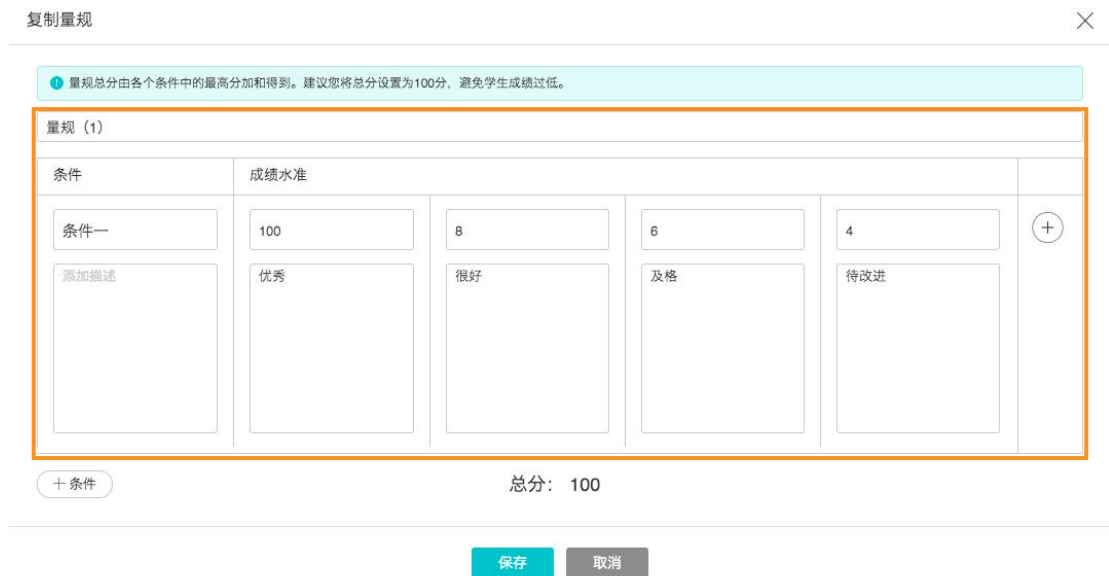 复制量规
量规总分由各个条件中的最高分加和得到。建议您将总分设置为100分，避免学生成绩过低。
量规（1）
条件 成绩水准
条件一 100 8 6 4
添加描述 优秀 很好 及格 待改进
条件 总分： 100
保存 取消